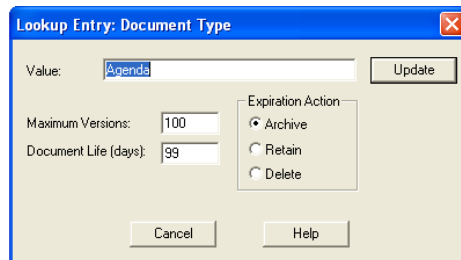 Lookup Entry: Document Type
Value: Agenda Update
Expiration Action
Maximum Versions: 100 Archive
Document Life (days): 99 Retain
Delete
Cancel Help